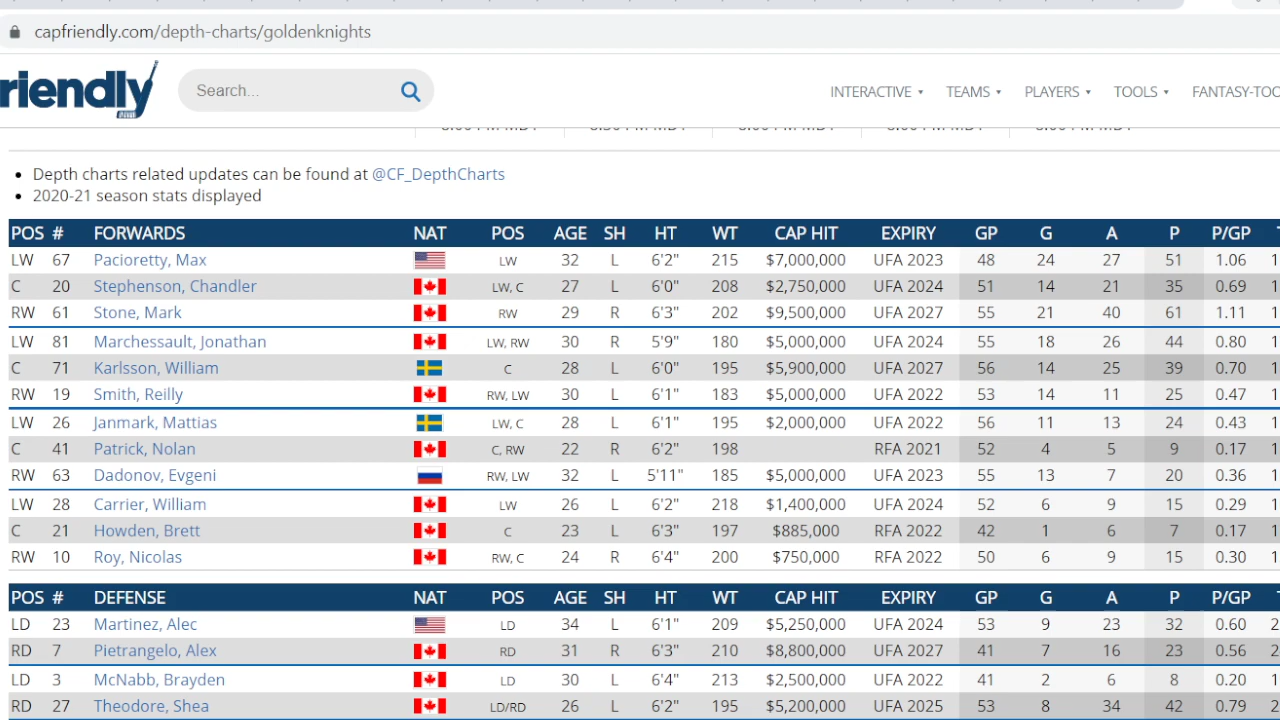 capfriendly.com/depth-charts/goldenknights
riendly Search... INTERACTIVE TEAMS PLAYERS TOOLS FANTASY-TOO
• Depth charts related updates can be found at @CF_DepthCharts
• 2020-21 season stats displayed
POS # FORWARDS NAT POS AGE SH HT WT CAP HIT EXPIRY GP G A P P/GP T
LW 67 Pacioretty, Max LW 32 L 6'2" 215 $7,000,000 UFA 2023 48 24 27 51 1.06 1
C 20 Stephenson, Chandler LW, C 27 L 6'0" 208 $2,750,000 UFA 2024 51 14 21 35 0.69 1
RW 61 Stone, Mark RW 29 R 6'3" 202 $9,500,000 UFA 2027 55 21 40 61 1.11 1
LW 81 Marchessault, Jonathan LW, RW 30 R 5'9" 180 $5,000,000 UFA 2024 55 18 26 44 0.80 1
C 71 Karlsson, William C 28 L 6'0" 195 $5,900,000 UFA 2027 56 14 25 39 0.70 1
RW 19 Smith, Reilly RW, LW 30 L 6'1" 183 $5,000,000 UFA 2022 53 14 11 25 0.47 1
LW 26 Janmark, Mattias LW, C 28 L 6'1" 195 $2,000,000 UFA 2022 56 11 13 24 0.43 1
C 41 Patrick, Nolan C, RW 22 R 6'2" 198 RFA 2021 52 4 5 9 0.17 1
RW 63 Dadonov, Evgeni RW, LW 32 L 5'11" 185 $5,000,000 UFA 2023 55 13 7 20 0.36 1
LW 28 Carrier, William LW 26 L 6'2" 218 $1,400,000 UFA 2024 52 6 9 15 0.29 1
C 21 Howden, Brett C 23 L 6'3" 197 $885,000 RFA 2022 42 1 6 7 0.17 1
RW 10 Roy, Nicolas RW, C 24 R 6'4" 200 $750,000 RFA 2022 50 6 9 15 0.30 1
POS # DEFENSE NAT POS AGE SH HT WT CAP HIT EXPIRY GP G A P P/GP T
LD 23 Martinez, Alec LD 34 L 6'1" 209 $5,250,000 UFA 2024 53 9 23 32 0.60 2
RD 7 Pietrangelo, Alex RD 31 R 6'3" 210 $8,800,000 UFA 2027 41 7 16 23 0.56 2
LD 3 McNabb, Brayden LD 30 L 6'4" 213 $2,500,000 UFA 2022 41 2 6 8 0.20 1
RD 27 Theodore, Shea LD/RD 26 L 6'2" 195 $5,200,000 UFA 2025 53 8 34 42 0.79 2